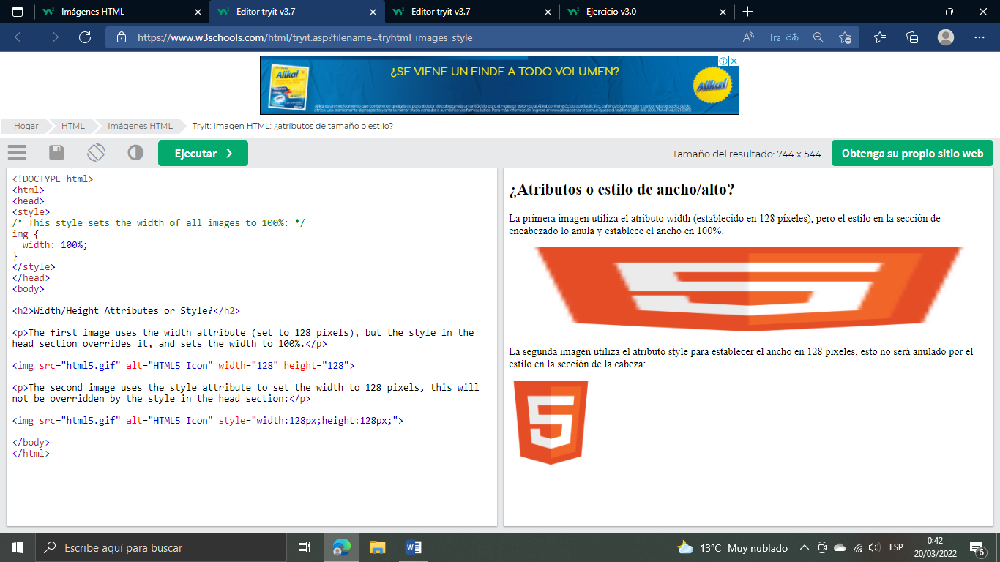 Imágenes HTML
Editor tryit v3.7
Editor tryit v3.7
Ejercicio v3.0
https://www.w3schools.com/html/tryit.asp?filename=tryhtml_images_style
Alikal
¿SE VIENE UN FINDE A TODO VOLUMEN?
Alikal
Hogar
HTML
Imágenes HTML
Tryit: Imagen HTML: ¿atributos de tamaño o estilo?
Ejecutar ❯
Tamaño del resultado: 744 x 544
Obtenga su propio sitio web
<!DOCTYPE html>
<html>
<head>
<style>
/* This style sets the width of all images to 100%: */
img {
  width: 100%;
}
</style>
</head>
<body>
<h2>Width/Height Attributes or Style?</h2>
<p>The first image uses the width attribute (set to 128 pixels), but the style in the
head section overrides it, and sets the width to 100%.</p>
<img src="html5.gif" alt="HTML5 Icon" width="128" height="128">
<p>The second image uses the style attribute to set the width to 128 pixels, this will
not be overridden by the style in the head section:</p>
<img src="html5.gif" alt="HTML5 Icon" style="width:128px;height:128px;">
</body>
</html>
¿Atributos o estilo de ancho/alto?
La primera imagen utiliza el atributo width (establecido en 128 píxeles), pero el estilo en la sección de
encabezado lo anula y establece el ancho en 100%.
La segunda imagen utiliza el atributo style para establecer el ancho en 128 píxeles, esto no será anulado por el
estilo en la sección de la cabeza:
5
Escribe aquí para buscar
13°C Muy nublado
ESP
0:42
20/03/2022
6